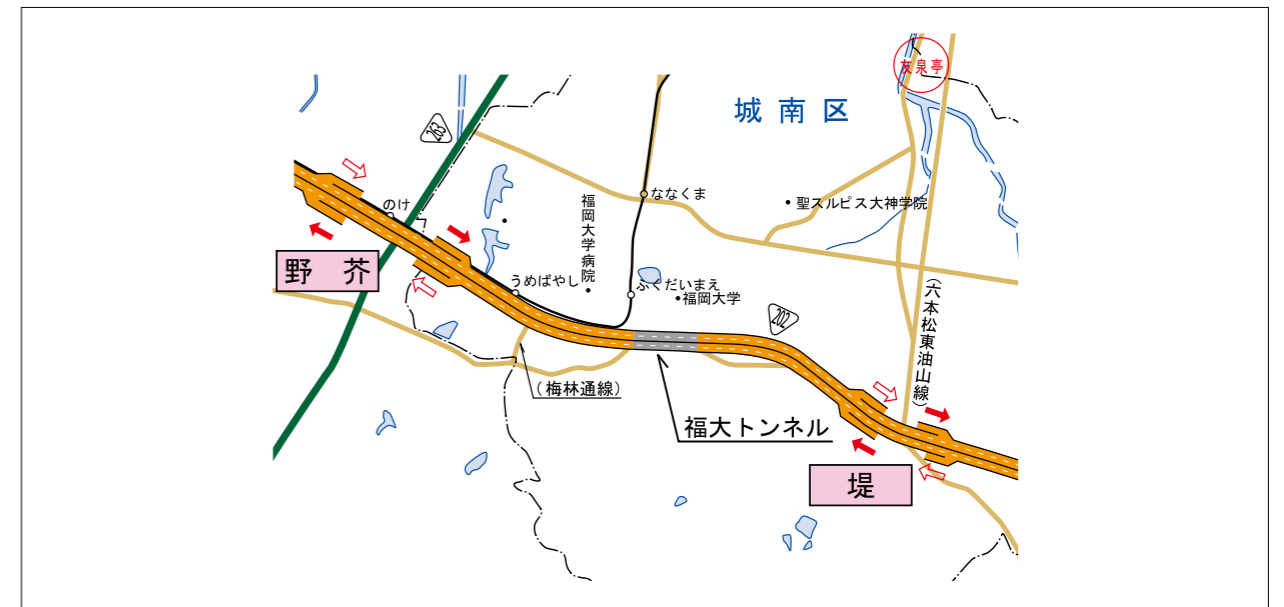 友泉亭
城南区
263
ななくま
聖スルピス大神学院
のけ
福岡大学病院
野芥
うめばやし
ふくだいまえ
福岡大学
(六本松東油山線)
202
(梅林通線)
福大トンネル
堤